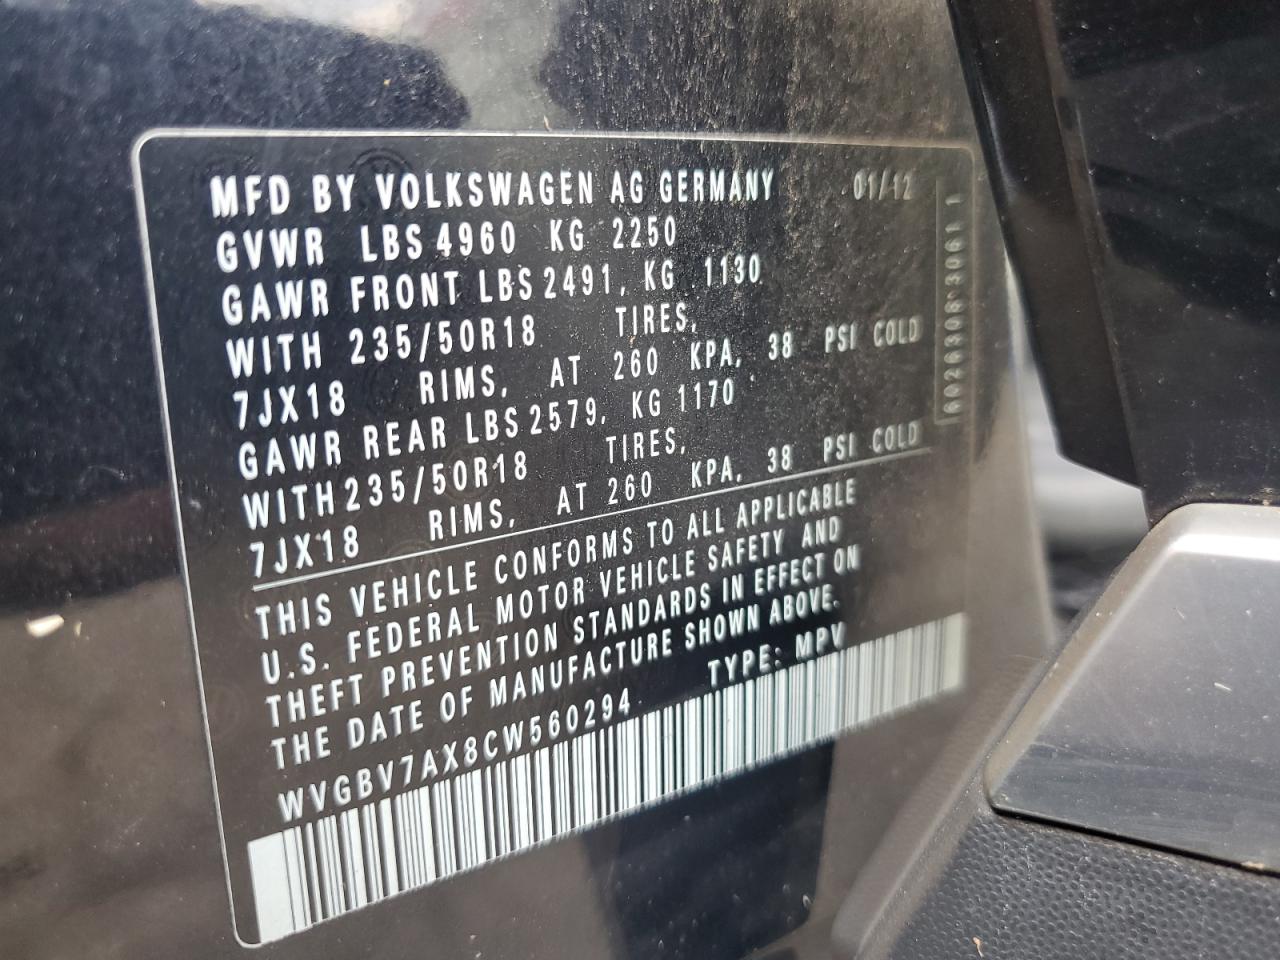 MFD BY VOLKSWAGEN AG GERMANY 01/12
GVWR LBS 4960 KG 2250
GAWR FRONT LBS 2491, KG 1130
WITH 235/50R18 TIRES,
7JX18 RIMS, AT 260 KPA, 38 PSI COLD
GAWR REAR LBS 2579, KG 1170
WITH 235/50R18 TIRES,
7JX18 RIMS, AT 260 KPA, 38 PSI COLD
THIS VEHICLE CONFORMS TO ALL APPLICABLE
U.S. FEDERAL MOTOR VEHICLE SAFETY AND
THEFT PREVENTION STANDARDS IN EFFECT ON
THE DATE OF MANUFACTURE SHOWN ABOVE.
WVGBV7AX8CW560294 TYPE: MPV